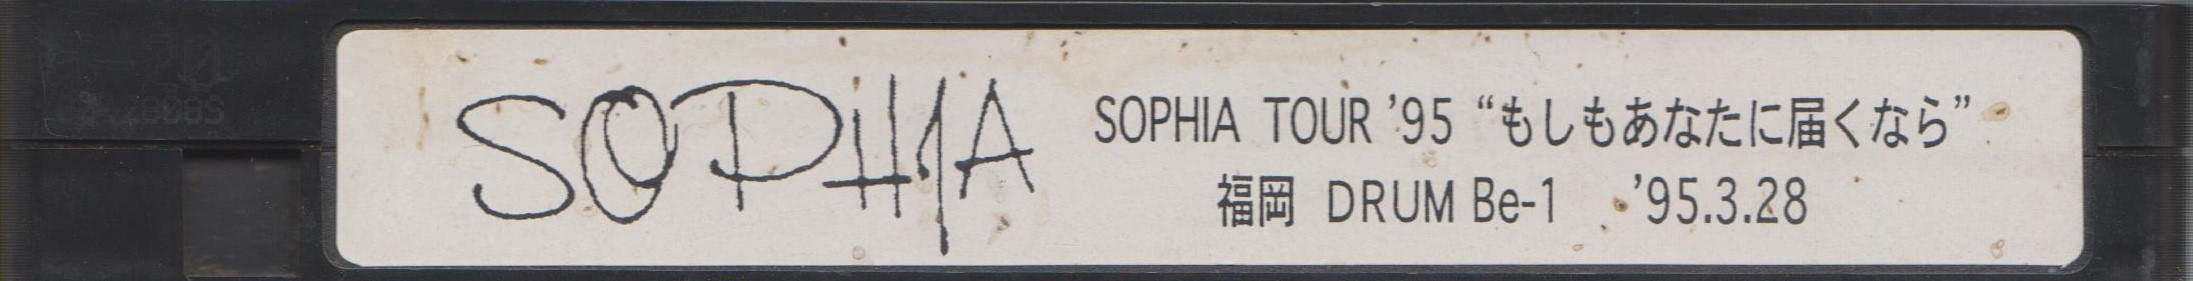 SOPHIA
SOPHIA TOUR ’95 “もしもあなたに届くなら”
福岡 DRUM Be-1 ’95.3.28